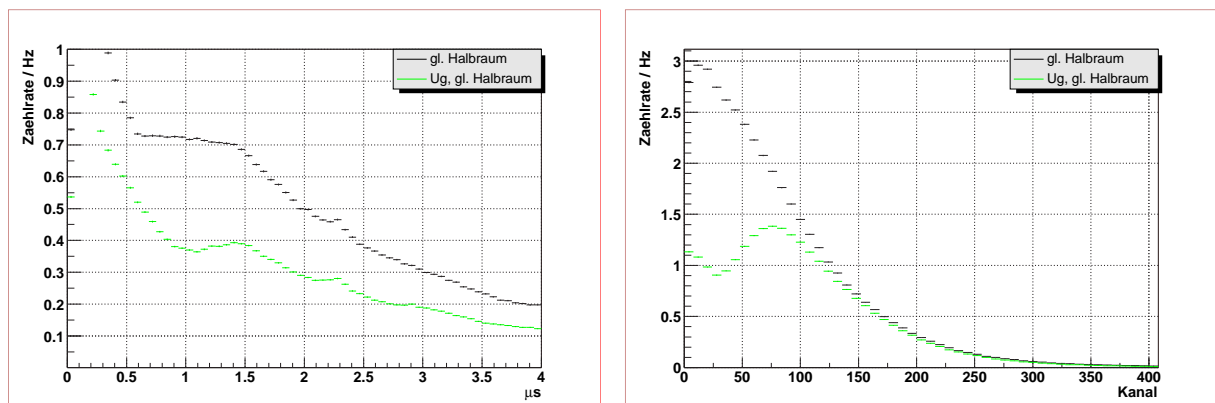 Zaehlrate / Hz
1
0.9
0.8
0.7
0.6
0.5
0.4
0.3
0.2
0.1
gl. Halbraum
Ug, gl. Halbraum
0 0.5 1 1.5 2 2.5 3 3.5 4
μs
Zaehlrate / Hz
3
2.5
2
1.5
1
0.5
0
gl. Halbraum
Ug, gl. Halbraum
0 50 100 150 200 250 300 350 400
Kanal